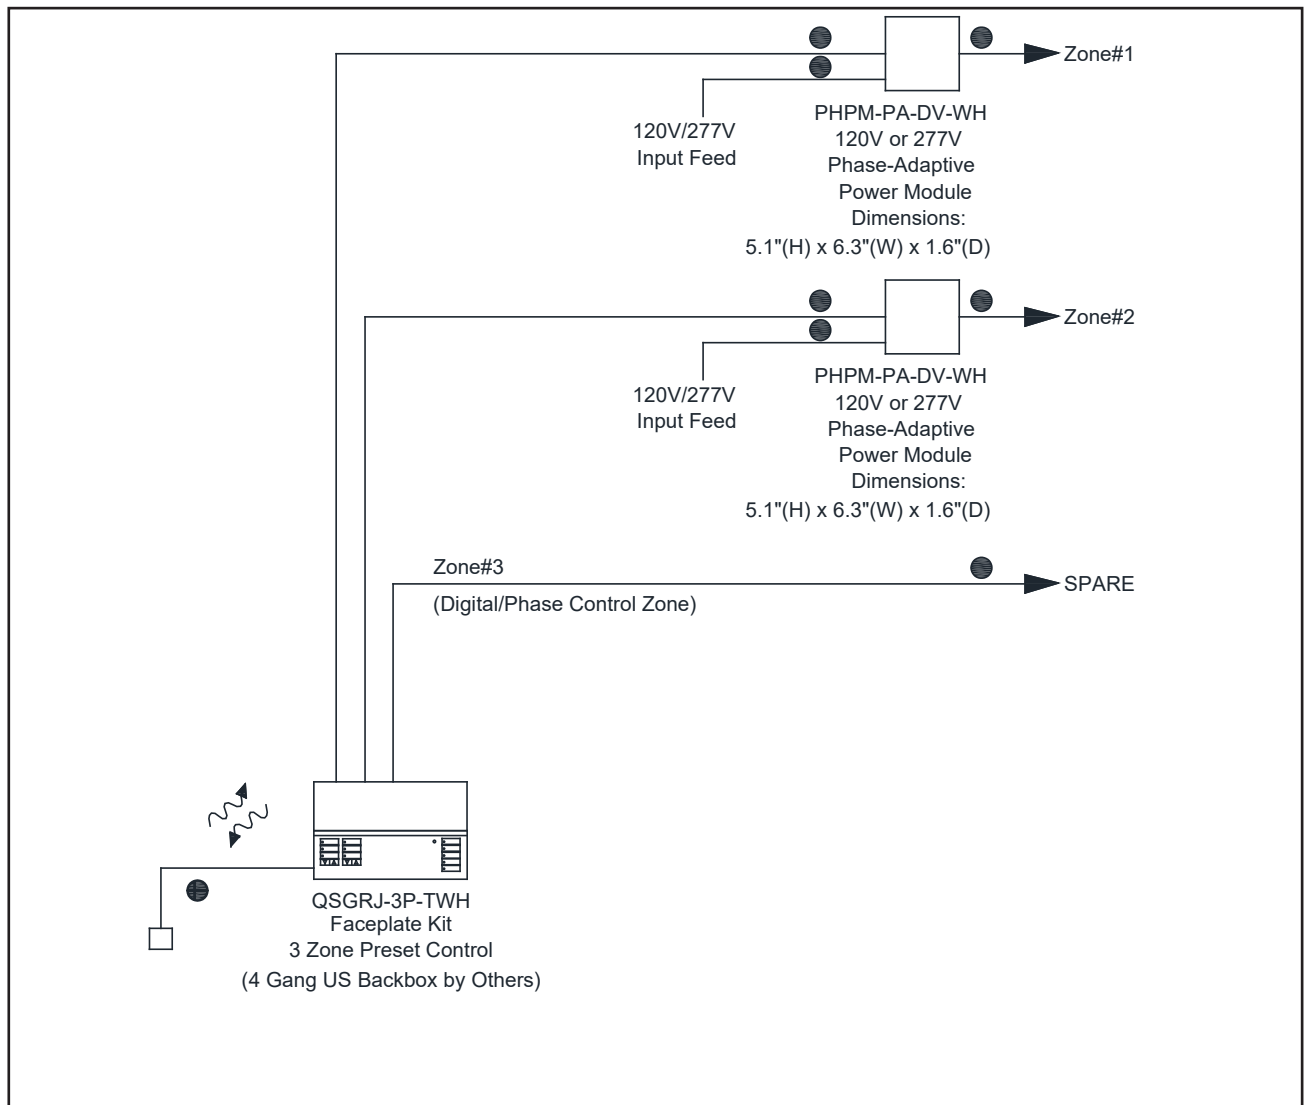 Zone#1
120V/277V
Input Feed
PHPM-PA-DV-WH
120V or 277V
Phase-Adaptive
Power Module
Dimensions:
5.1"(H) x 6.3"(W) x 1.6"(D)
Zone#2
120V/277V
Input Feed
PHPM-PA-DV-WH
120V or 277V
Phase-Adaptive
Power Module
Dimensions:
5.1"(H) x 6.3"(W) x 1.6"(D)
Zone#3
(Digital/Phase Control Zone)
SPARE
QSGRJ-3P-TWH
Faceplate Kit
3 Zone Preset Control
(4 Gang US Backbox by Others)